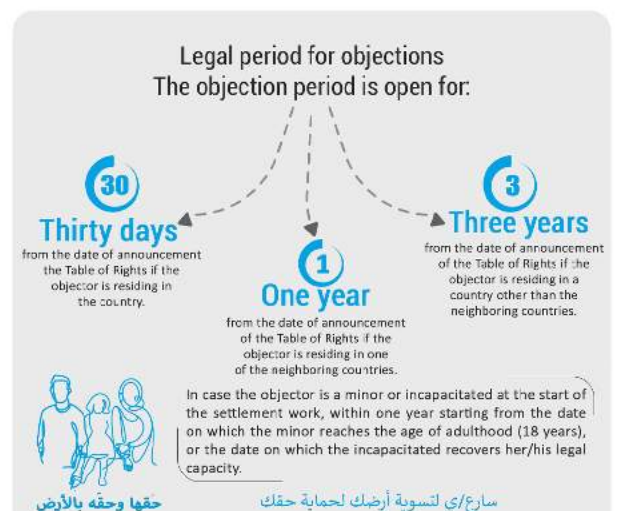 Legal period for objections
The objection period is open for:
30
Thirty days
from the date of announcement
the Table of Rights if the
objector is residing in
the country.
1
One year
from the date of announcement
of the Table of Rights if the
objector is residing in one
of the neighboring countries.
3
Three years
from the date of announcement
of the Table of Rights if the
objector is residing in a
country other than the
neighboring countries.
In case the objector is a minor or incapacitated at the start of
the settlement work, within one year starting from the date
on which the minor reaches the age of adulthood (18 years),
or the date on which the incapacitated recovers her/his legal
capacity.
حقها وحقّه بالأرض
سارع/ي لتسوية أرضك لحماية حقك